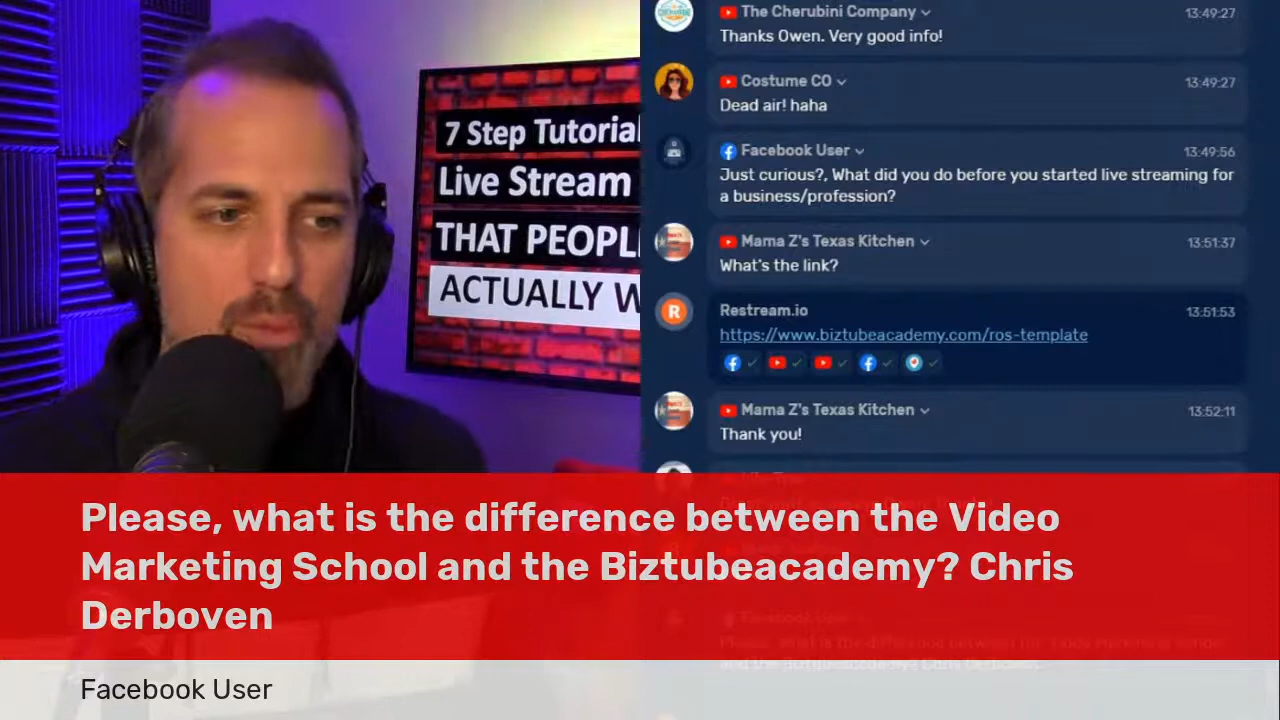 7 Step Tutorial
Live Stream
THAT PEOPL
ACTUALLY W
The Cherubini Company
13:49:27
Thanks Owen. Very good info!
Costume CO
13:49:27
Dead air! haha
Facebook User
13:49:56
Just curious?, What did you do before you started live streaming for
a business/profession?
Mama Z's Texas Kitchen
13:51:37
What's the link?
R
Restream.io
13:51:53
https://www.biztubeacademy.com/ros-template
Mama Z's Texas Kitchen
13:52:11
Thank you!
Please, what is the difference between the Video
Marketing School and the Biztubeacademy? Chris
Derboven
Facebook User